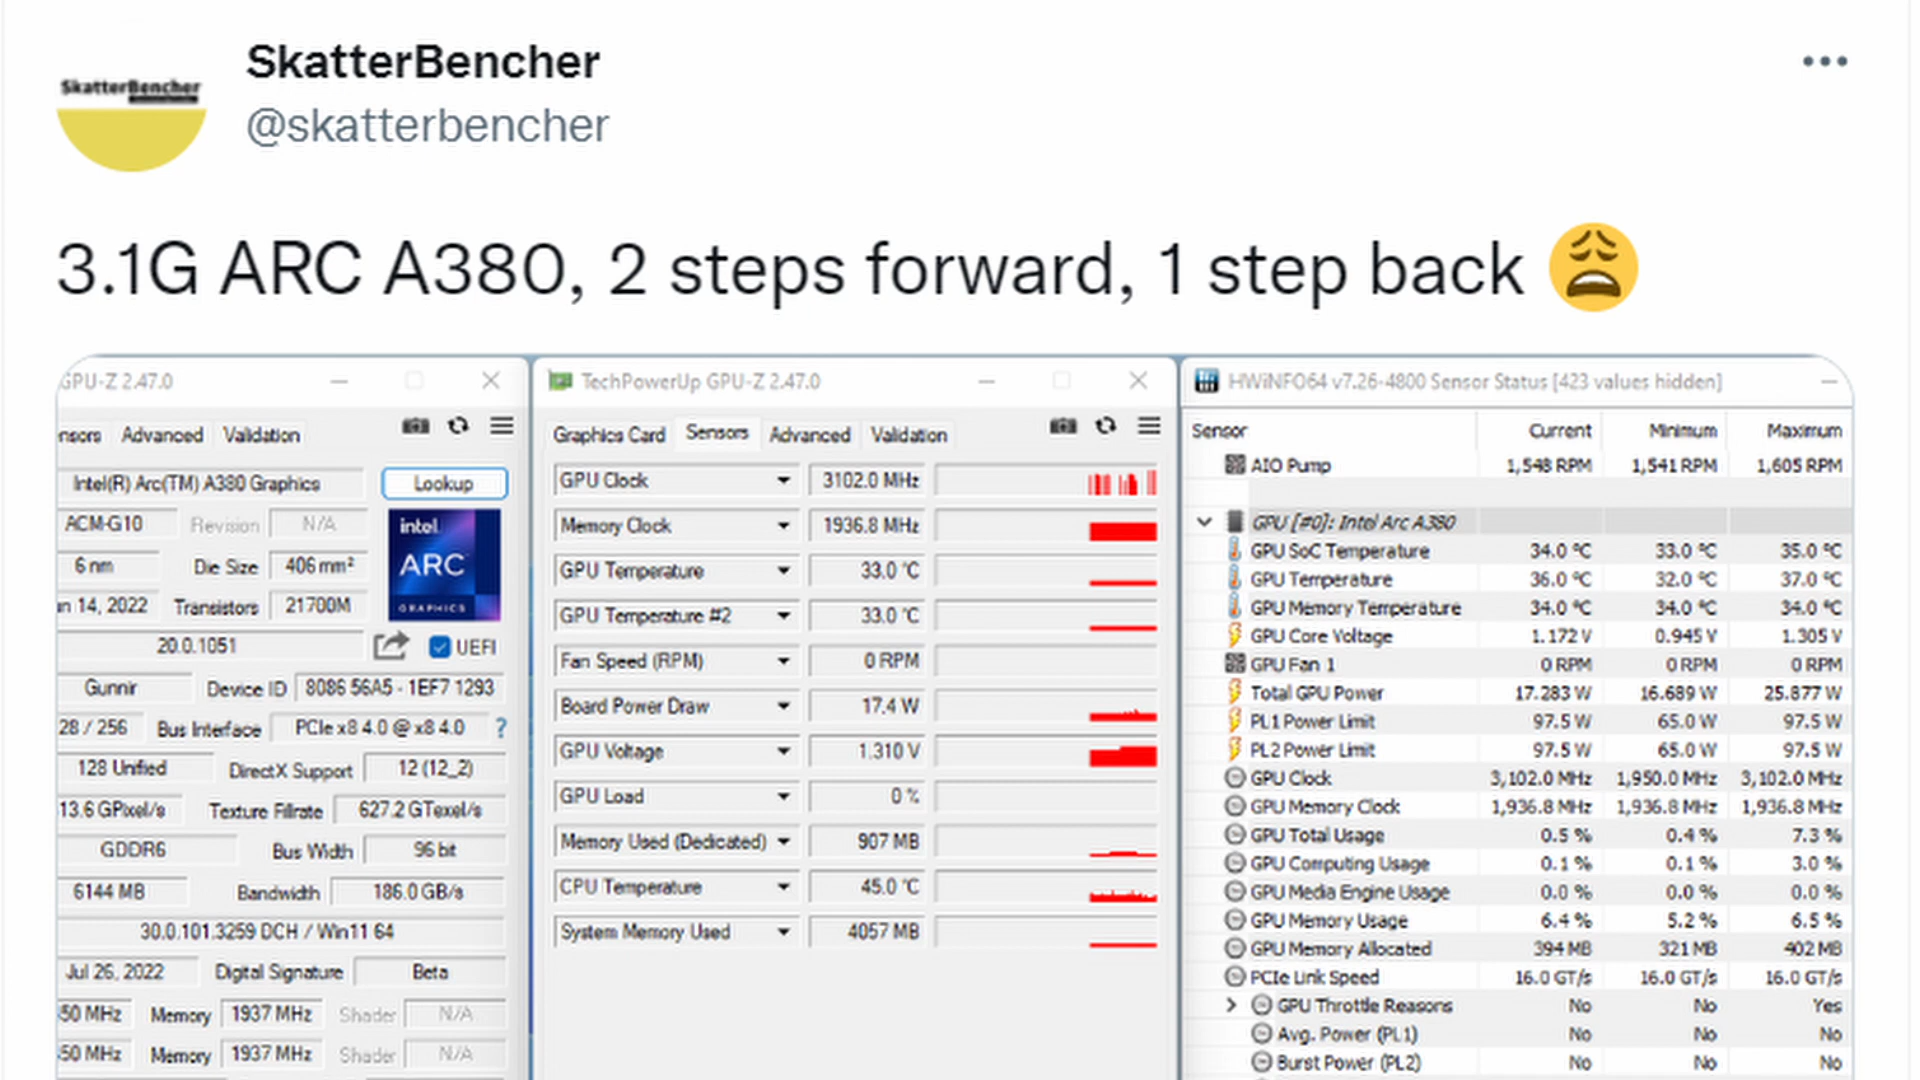 SkatterBencher
SkatterBencher
@skatterbencher
3.1G ARC A380, 2 steps forward, 1 step back 😩
GPU-Z 2.47.0
nsors Advanced Validation
Intel(R) Arc(TM) A380 Graphics Lookup
ACM-G10 Revision N/A
intel
ARC
GRAPHICS
6 nm Die Size 406 mm²
n 14, 2022 Transistors 21700M
20.0.1051 UEFI
Gunnir Device ID 8086 56A5 - 1EF7 1293
28 / 256 Bus Interface PCIe x8 4.0 @ x8 4.0 ?
128 Unified DirectX Support 12 (12_2)
13.6 GPixel/s Texture Fillrate 627.2 GTexel/s
GDDR6 Bus Width 96 bit
6144 MB Bandwidth 186.0 GB/s
30.0.101.3259 DCH / Win11 64
Jul 26, 2022 Digital Signature Beta
50 MHz Memory 1937 MHz Shader N/A
50 MHz Memory 1937 MHz Shader N/A
TechPowerUp GPU-Z 2.47.0
Graphics Card Sensors Advanced Validation
GPU Clock 3102.0 MHz
Memory Clock 1936.8 MHz
GPU Temperature 33.0 °C
GPU Temperature #2 33.0 °C
Fan Speed (RPM) 0 RPM
Board Power Draw 17.4 W
GPU Voltage 1.310 V
GPU Load 0 %
Memory Used (Dedicated) 907 MB
CPU Temperature 45.0 °C
System Memory Used 4057 MB
HWiNFO64 v7.26-4800 Sensor Status [423 values hidden]
Sensor Current Minimum Maximum
AIO Pump 1,548 RPM 1,541 RPM 1,605 RPM
GPU [#0]: Intel Arc A380
GPU SoC Temperature 34.0 °C 33.0 °C 35.0 °C
GPU Temperature 36.0 °C 32.0 °C 37.0 °C
GPU Memory Temperature 34.0 °C 34.0 °C 34.0 °C
GPU Core Voltage 1.172 V 0.945 V 1.305 V
GPU Fan 1 0 RPM 0 RPM 0 RPM
Total GPU Power 17.283 W 16.689 W 25.877 W
PL1 Power Limit 97.5 W 65.0 W 97.5 W
PL2 Power Limit 97.5 W 65.0 W 97.5 W
GPU Clock 3,102.0 MHz 1,950.0 MHz 3,102.0 MHz
GPU Memory Clock 1,936.8 MHz 1,936.8 MHz 1,936.8 MHz
GPU Total Usage 0.5 % 0.4 % 7.3 %
GPU Computing Usage 0.1 % 0.1 % 3.0 %
GPU Media Engine Usage 0.0 % 0.0 % 0.0 %
GPU Memory Usage 6.4 % 5.2 % 6.5 %
GPU Memory Allocated 394 MB 321 MB 402 MB
PCIe Link Speed 16.0 GT/s 16.0 GT/s 16.0 GT/s
GPU Throttle Reasons No No Yes
Avg. Power (PL1) No No No
Burst Power (PL2) No No No